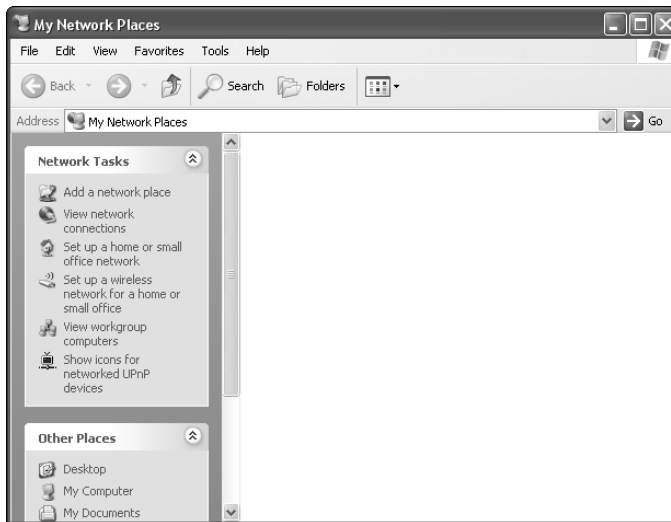 My Network Places
File Edit View Favorites Tools Help
Back Search Folders
Address My Network Places Go
Network Tasks
Add a network place
View network
connections
Set up a home or small
office network
Set up a wireless
network for a home or
small office
View workgroup
computers
Show icons for
networked UPnP
devices
Other Places
Desktop
My Computer
My Documents